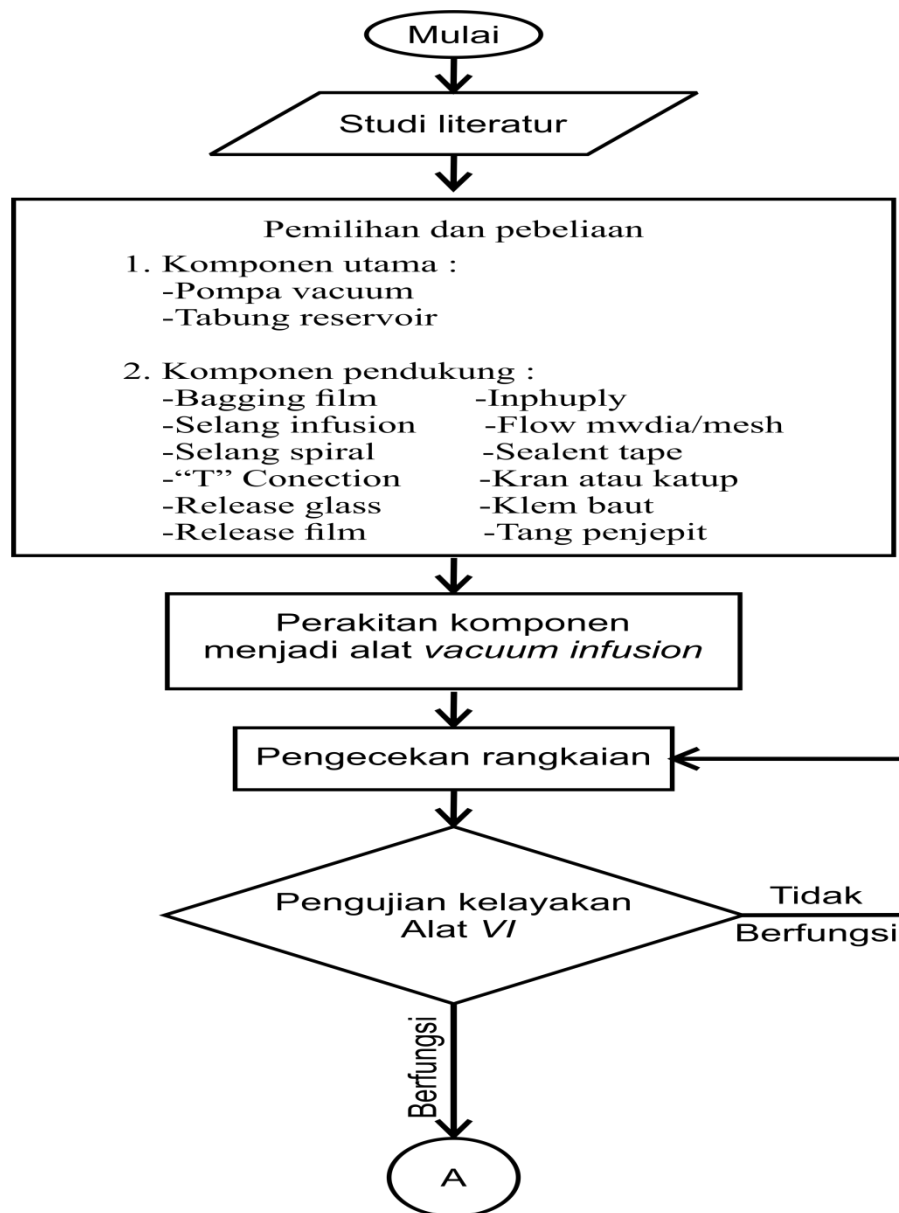 Mulai
Studi literatur
Pemilihan dan pebeliaan
1. Komponen utama :
-Pompa vacuum
-Tabung reservoir
2. Komponen pendukung :
-Bagging film -Inphuply
-Selang infusion -Flow mwdia/mesh
-Selang spiral -Sealent tape
-“T” Conection -Kran atau katup
-Release glass -Klem baut
-Release film -Tang penjepit
Perakitan komponen
menjadi alat vacuum infusion
Pengecekan rangkaian
Pengujian kelayakan
Alat VI
Tidak
Berfungsi
Berfungsi
A